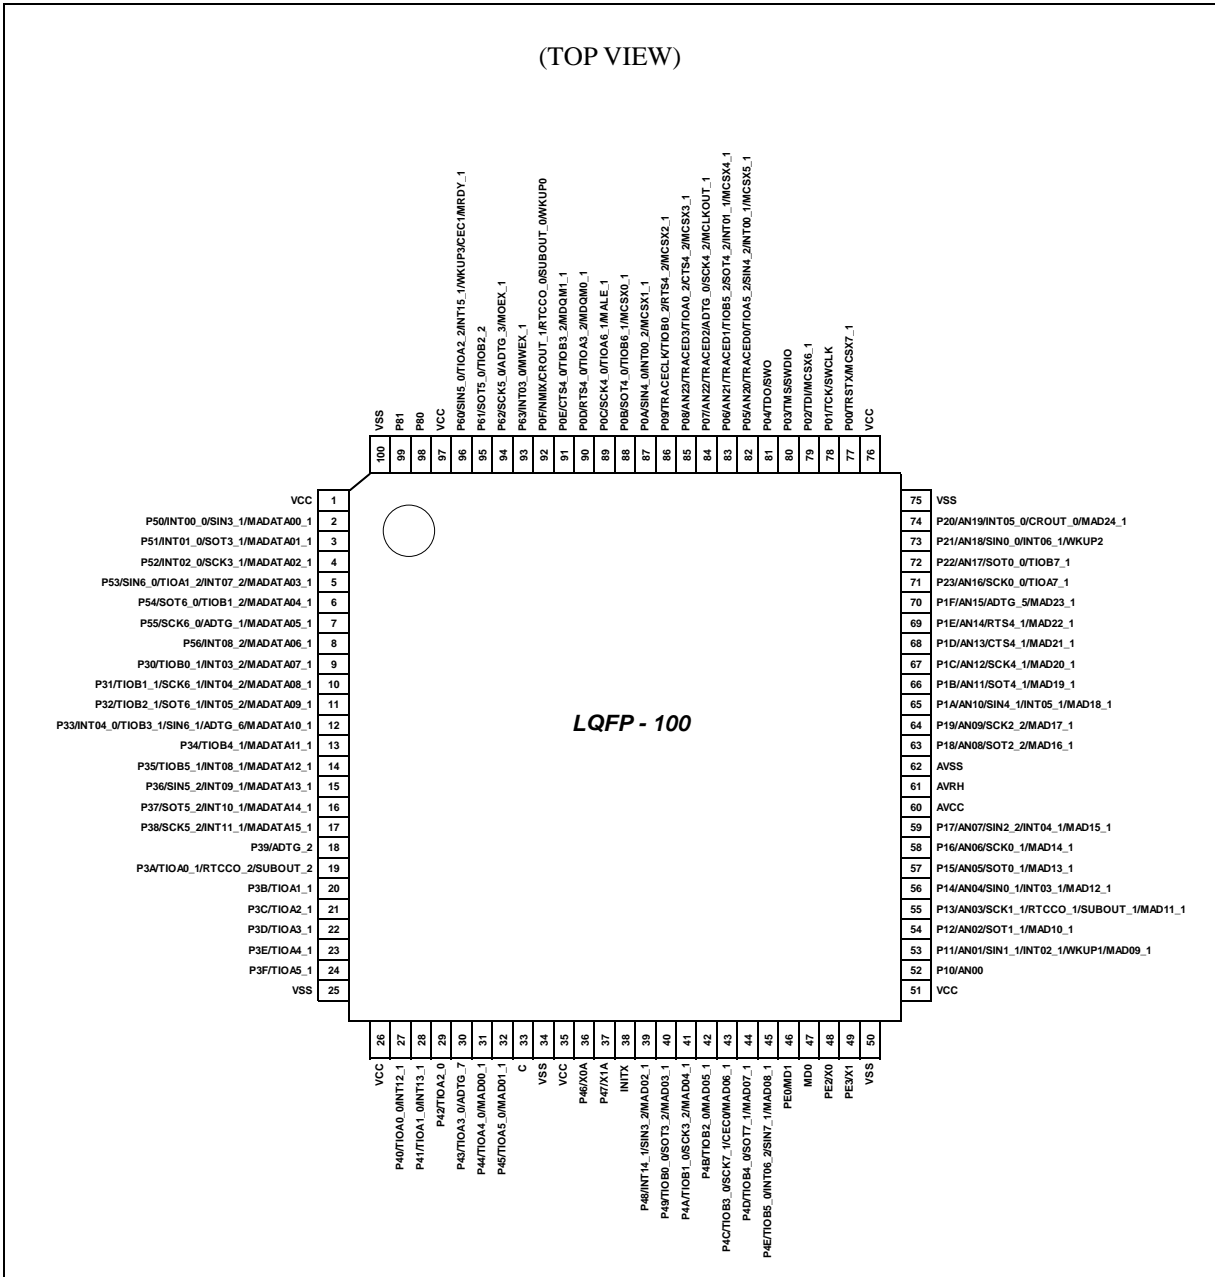 (TOP VIEW)
VSS
P81
P80
VCC
P60/SIN5_0/TIOA2_2/INT15_1/WKUP3/CEC1/MRDY_1
P61/SOT5_0/TIOB2_2
P62/SCK5_0/ADTG_3/MOEX_1
P63/INT03_0/MWEX_1
P0F/NMIX/CROUT_1/RTCCO_0/SUBOUT_0/WKUP0
P0E/CTS4_0/TIOB3_2/MDQM1_1
P0D/RTS4_0/TIOA3_2/MDQM0_1
P0C/SCK4_0/TIOA6_1/MALE_1
P0B/SOT4_0/TIOB6_1/MCSX0_1
P0A/SIN4_0/INT00_2/MCSX1_1
P09/TRACECLK/TIOB0_2/RTS4_2/MCSX2_1
P08/AN23/TRACED3/TIOA0_2/CTS4_2/MCSX3_1
P07/AN22/TRACED2/ADTG_0/SCK4_2/MCLKOUT_1
P06/AN21/TRACED1/TIOB5_2/SOT4_2/INT01_1/MCSX4_1
P05/AN20/TRACED0/TIOA5_2/SIN4_2/INT00_1/MCSX5_1
P04/TDO/SWO
P03/TMS/SWDIO
P02/TDI/MCSX6_1
P01/TCK/SWCLK
P00/TRSTX/MCSX7_1
VCC
100
99
98
97
96
95
94
93
92
91
90
89
88
87
86
85
84
83
82
81
80
79
78
77
76
VCC 1
P50/INT00_0/SIN3_1/MADATA00_1 2
P51/INT01_0/SOT3_1/MADATA01_1 3
P52/INT02_0/SCK3_1/MADATA02_1 4
P53/SIN6_0/TIOA1_2/INT07_2/MADATA03_1 5
P54/SOT6_0/TIOB1_2/MADATA04_1 6
P55/SCK6_0/ADTG_1/MADATA05_1 7
P56/INT08_2/MADATA06_1 8
P30/TIOB0_1/INT03_2/MADATA07_1 9
P31/TIOB1_1/SCK6_1/INT04_2/MADATA08_1 10
P32/TIOB2_1/SOT6_1/INT05_2/MADATA09_1 11
P33/INT04_0/TIOB3_1/SIN6_1/ADTG_6/MADATA10_1 12
P34/TIOB4_1/MADATA11_1 13
P35/TIOB5_1/INT08_1/MADATA12_1 14
P36/SIN5_2/INT09_1/MADATA13_1 15
P37/SOT5_2/INT10_1/MADATA14_1 16
P38/SCK5_2/INT11_1/MADATA15_1 17
P39/ADTG_2 18
P3A/TIOA0_1/RTCCO_2/SUBOUT_2 19
P3B/TIOA1_1 20
P3C/TIOA2_1 21
P3D/TIOA3_1 22
P3E/TIOA4_1 23
P3F/TIOA5_1 24
VSS 25
LQFP - 100
75 VSS
74 P20/AN19/INT05_0/CROUT_0/MAD24_1
73 P21/AN18/SIN0_0/INT06_1/WKUP2
72 P22/AN17/SOT0_0/TIOB7_1
71 P23/AN16/SCK0_0/TIOA7_1
70 P1F/AN15/ADTG_5/MAD23_1
69 P1E/AN14/RTS4_1/MAD22_1
68 P1D/AN13/CTS4_1/MAD21_1
67 P1C/AN12/SCK4_1/MAD20_1
66 P1B/AN11/SOT4_1/MAD19_1
65 P1A/AN10/SIN4_1/INT05_1/MAD18_1
64 P19/AN09/SCK2_2/MAD17_1
63 P18/AN08/SOT2_2/MAD16_1
62 AVSS
61 AVRH
60 AVCC
59 P17/AN07/SIN2_2/INT04_1/MAD15_1
58 P16/AN06/SCK0_1/MAD14_1
57 P15/AN05/SOT0_1/MAD13_1
56 P14/AN04/SIN0_1/INT03_1/MAD12_1
55 P13/AN03/SCK1_1/RTCCO_1/SUBOUT_1/MAD11_1
54 P12/AN02/SOT1_1/MAD10_1
53 P11/AN01/SIN1_1/INT02_1/WKUP1/MAD09_1
52 P10/AN00
51 VCC
26
27
28
29
30
31
32
33
34
35
36
37
38
39
40
41
42
43
44
45
46
47
48
49
50
VCC
P40/TIOA0_0/INT12_1
P41/TIOA1_0/INT13_1
P42/TIOA2_0
P43/TIOA3_0/ADTG_7
P44/TIOA4_0/MAD00_1
P45/TIOA5_0/MAD01_1
C
VSS
VCC
P46/X0A
P47/X1A
INITX
P48/INT14_1/SIN3_2/MAD02_1
P49/TIOB0_0/SOT3_2/MAD03_1
P4A/TIOB1_0/SCK3_2/MAD04_1
P4B/TIOB2_0/MAD05_1
P4C/TIOB3_0/SCK7_1/CEC0/MAD06_1
P4D/TIOB4_0/SOT7_1/MAD07_1
P4E/TIOB5_0/INT06_2/SIN7_1/MAD08_1
PE0/MD1
MD0
PE2/X0
PE3/X1
VSS